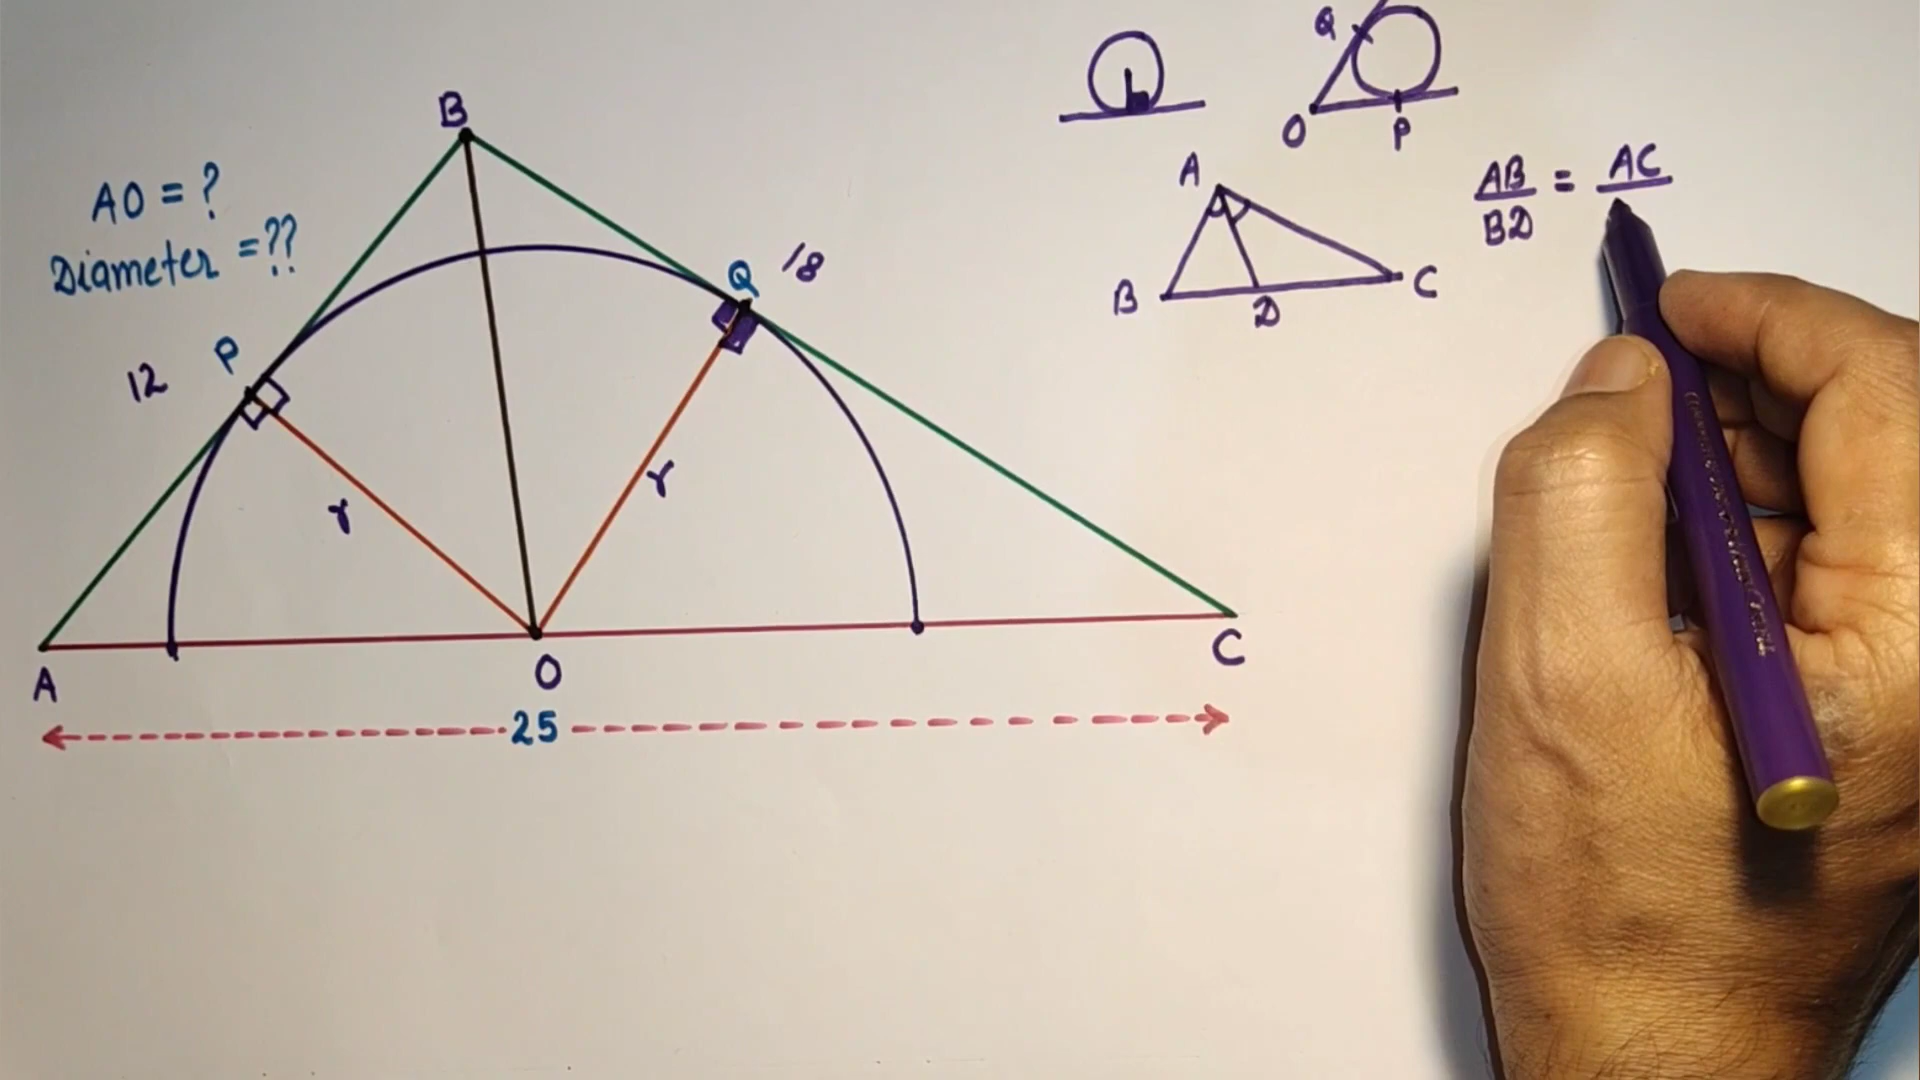 AO = ?
Diameter = ??
B
12
P
Q
18
r
r
A
O
C
25
Q
O
P
A
B
D
C
AB/BD = AC